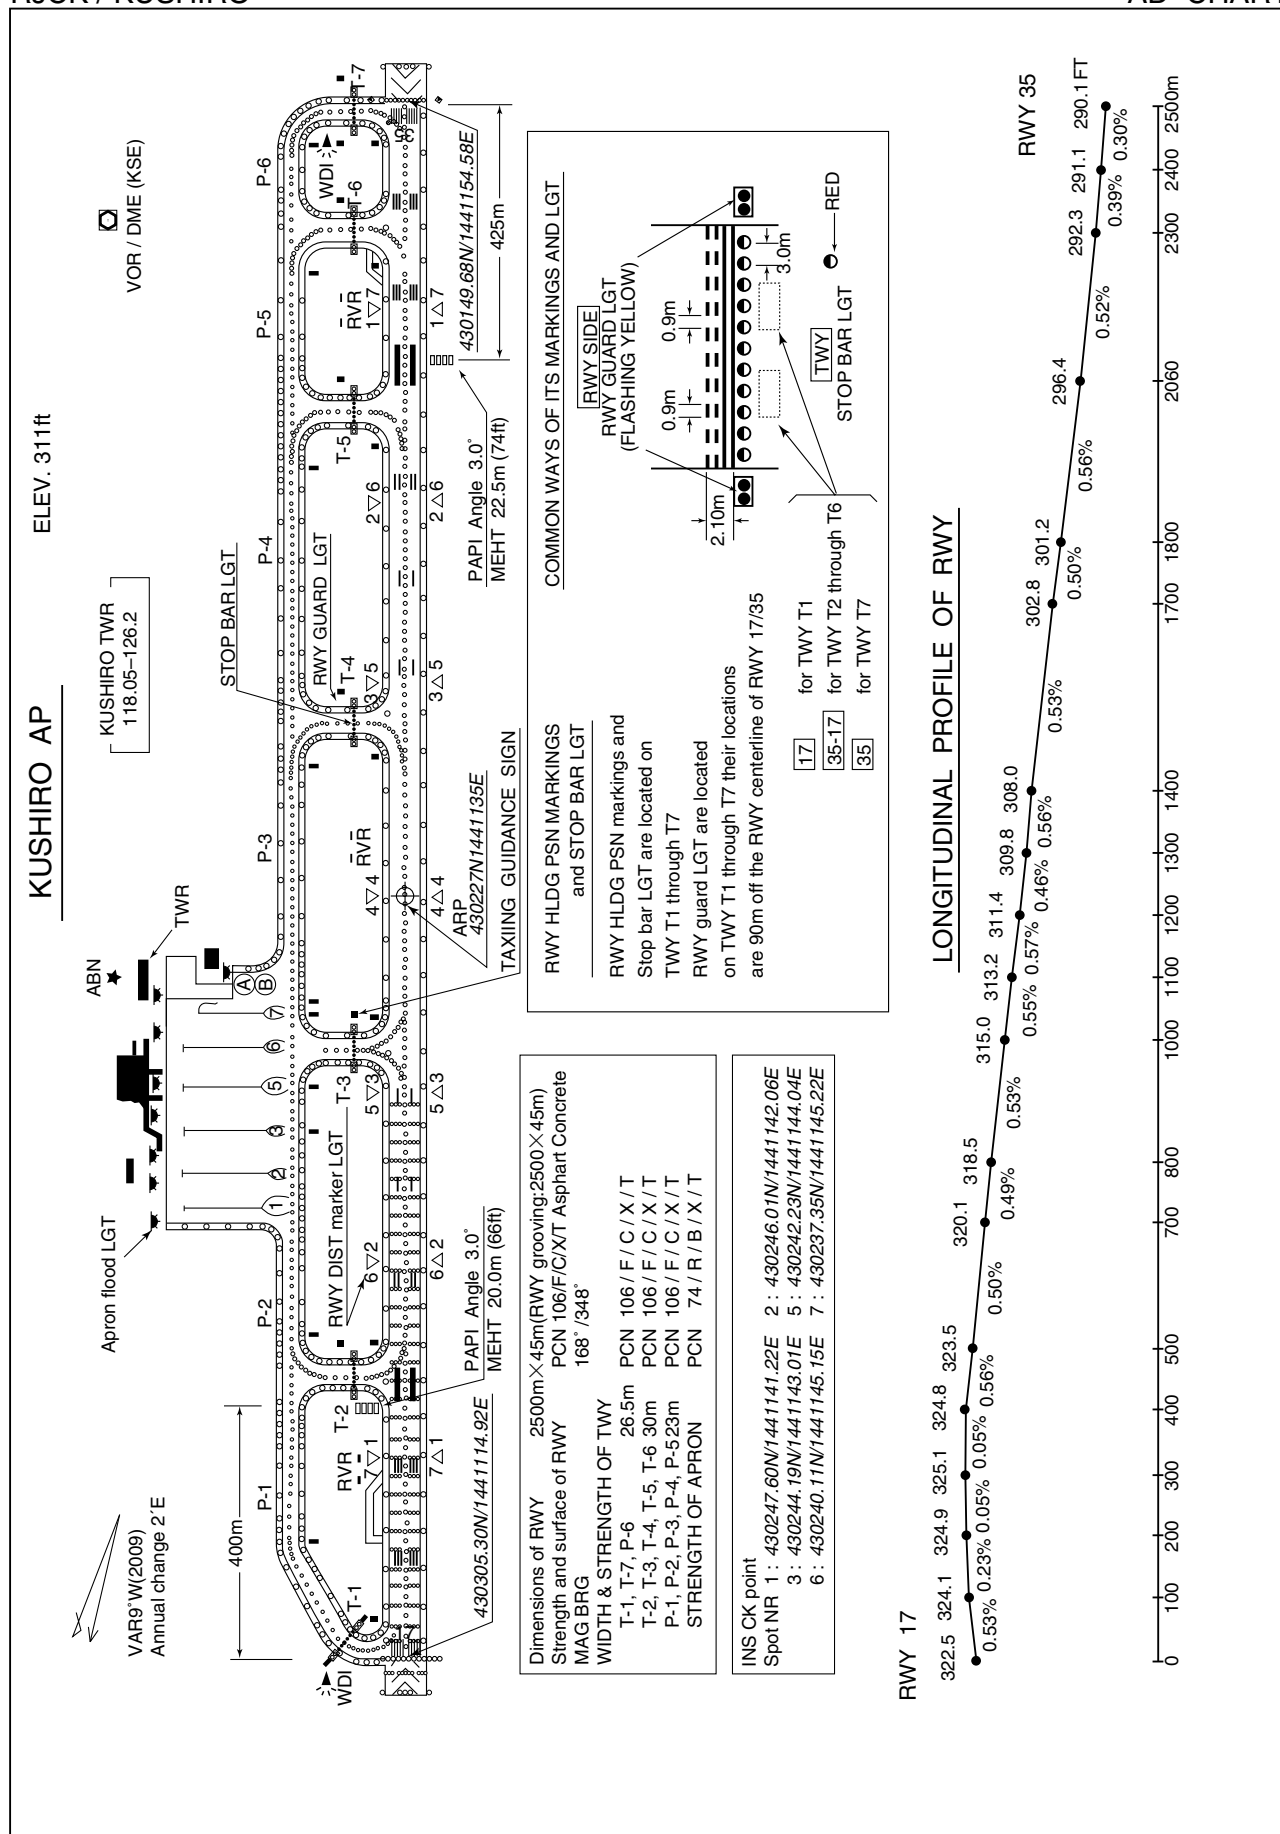 RJCK / KUSHIRO
AD CHART
KUSHIRO AP
ELEV. 311ft
KUSHIRO TWR
118.05–126.2
VOR / DME (KSE)
VAR9°W(2009)
Annual change 2´E
Apron flood LGT
ABN
TWR
A
B
1
2
3
5
6
7
P-1
P-2
P-3
P-4
P-5
P-6
400m
STOP BAR LGT
RWY GUARD LGT
RWY DIST marker LGT
WDI
T-1
T-2
T-3
T-4
T-5
T-6
T-7
WDI
RVR
RVR
RVR
7 ▽ 1
6 ▽ 2
5 ▽ 3
4 ▽ 4
3 ▽ 5
2 ▽ 6
1 ▽ 7
35
17
7 △ 1
6 △ 2
5 △ 3
4 △ 4
3 △ 5
2 △ 6
1 △ 7
430305.30N/1441114.92E
PAPI Angle 3.0°
MEHT 20.0m (66ft)
ARP
430227N1441135E
TAXIING GUIDANCE SIGN
PAPI Angle 3.0°
MEHT 22.5m (74ft)
430149.68N/1441154.58E
425m
Dimensions of RWY 2500m×45m(RWY grooving:2500×45m)
Strength and surface of RWY PCN 106/F/C/X/T Asphart Concrete
MAG BRG 168°/348°
WIDTH & STRENGTH OF TWY
T-1, T-7, P-6 26.5m PCN 106 / F / C / X / T
T-2, T-3, T-4, T-5, T-6 30m PCN 106 / F / C / X / T
P-1, P-2, P-3, P-4, P-5 23m PCN 106 / F / C / X / T
STRENGTH OF APRON PCN 74 / R / B / X / T
INS CK point
Spot NR 1 : 430247.60N/1441141.22E 2 : 430246.01N/1441142.06E
3 : 430244.19N/1441143.01E 5 : 430242.23N/1441144.04E
6 : 430240.11N/1441145.15E 7 : 430237.35N/1441145.22E
RWY HLDG PSN MARKINGS
and STOP BAR LGT
RWY HLDG PSN markings and
Stop bar LGT are located on
TWY T1 through T7
RWY guard LGT are located
on TWY T1 through T7 their locations
are 90m off the RWY centerline of RWY 17/35
17 for TWY T1
35-17 for TWY T2 through T6
35 for TWY T7
COMMON WAYS OF ITS MARKINGS AND LGT
RWY SIDE
RWY GUARD LGT
(FLASHING YELLOW)
0.9m
0.9m
2.10m
3.0m
TWY
STOP BAR LGT
RED
LONGITUDINAL PROFILE OF RWY
RWY 17
RWY 35
322.5 324.1 324.9 325.1 324.8 323.5 320.1 318.5 315.0 313.2 311.4 309.8 308.0 302.8 301.2 296.4 292.3 291.1 290.1FT
0.53% 0.23% 0.05% 0.05% 0.56% 0.50% 0.49% 0.53% 0.55% 0.57% 0.46% 0.56% 0.53% 0.50% 0.56% 0.52% 0.39% 0.30%
0 100 200 300 400 500 700 800 1000 1100 1200 1300 1400 1700 1800 2060 2300 2400 2500m